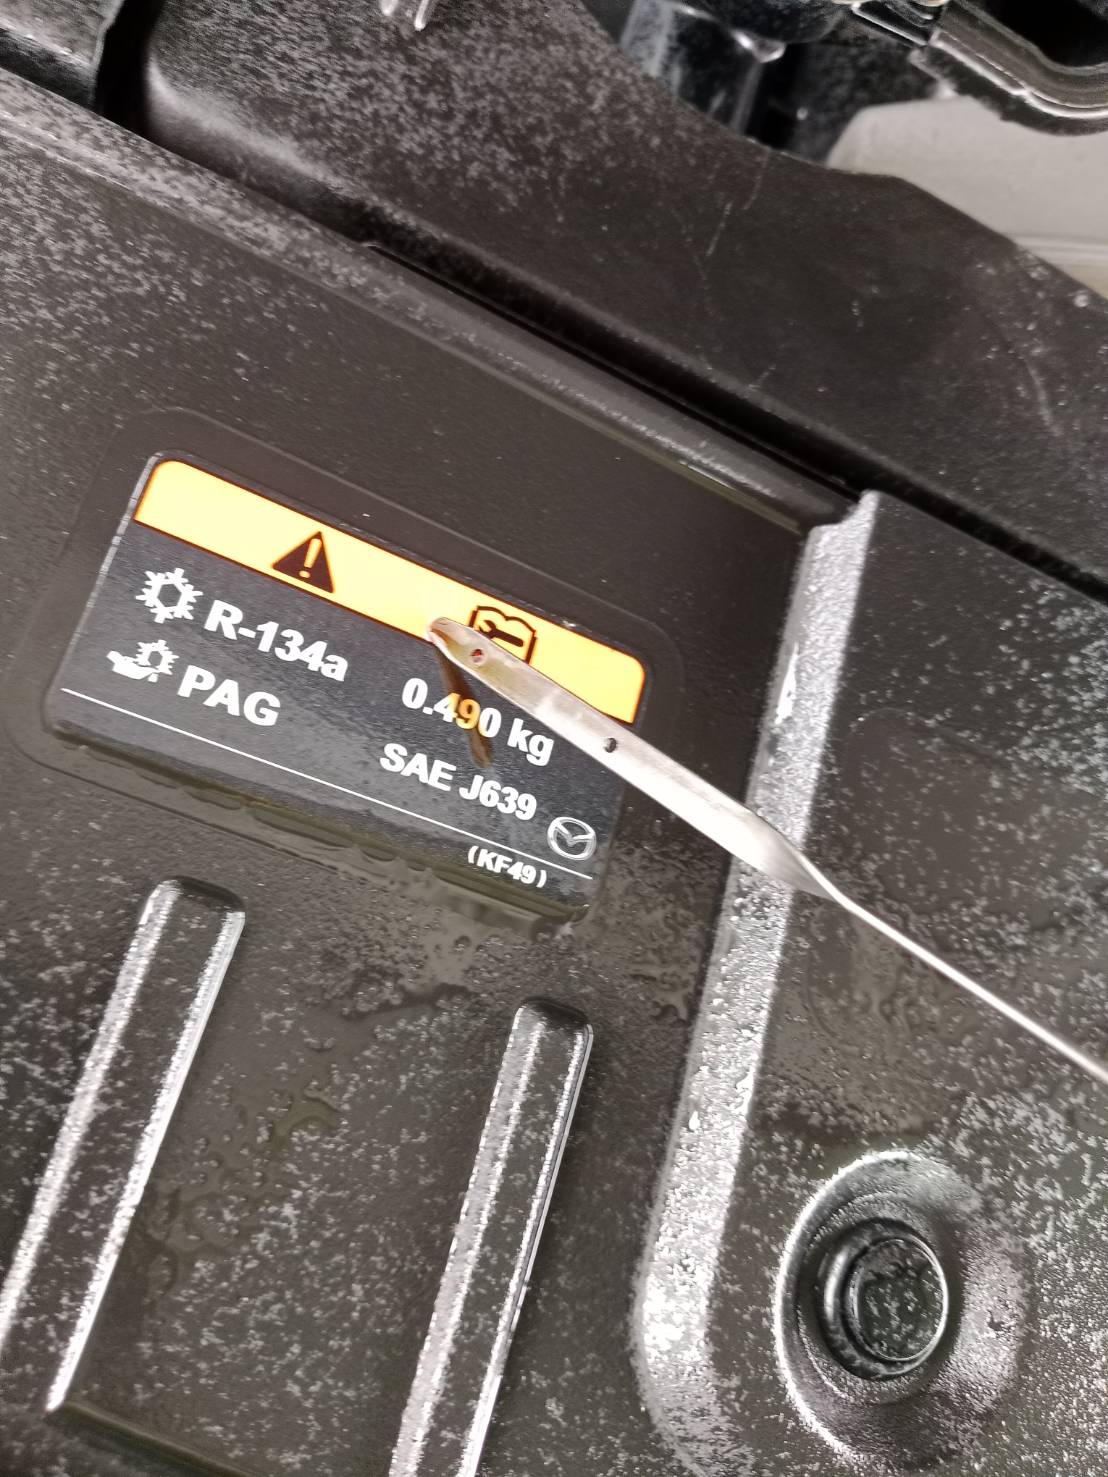 R-134a 0.490 kg
PAG
SAE J639
(KF49)